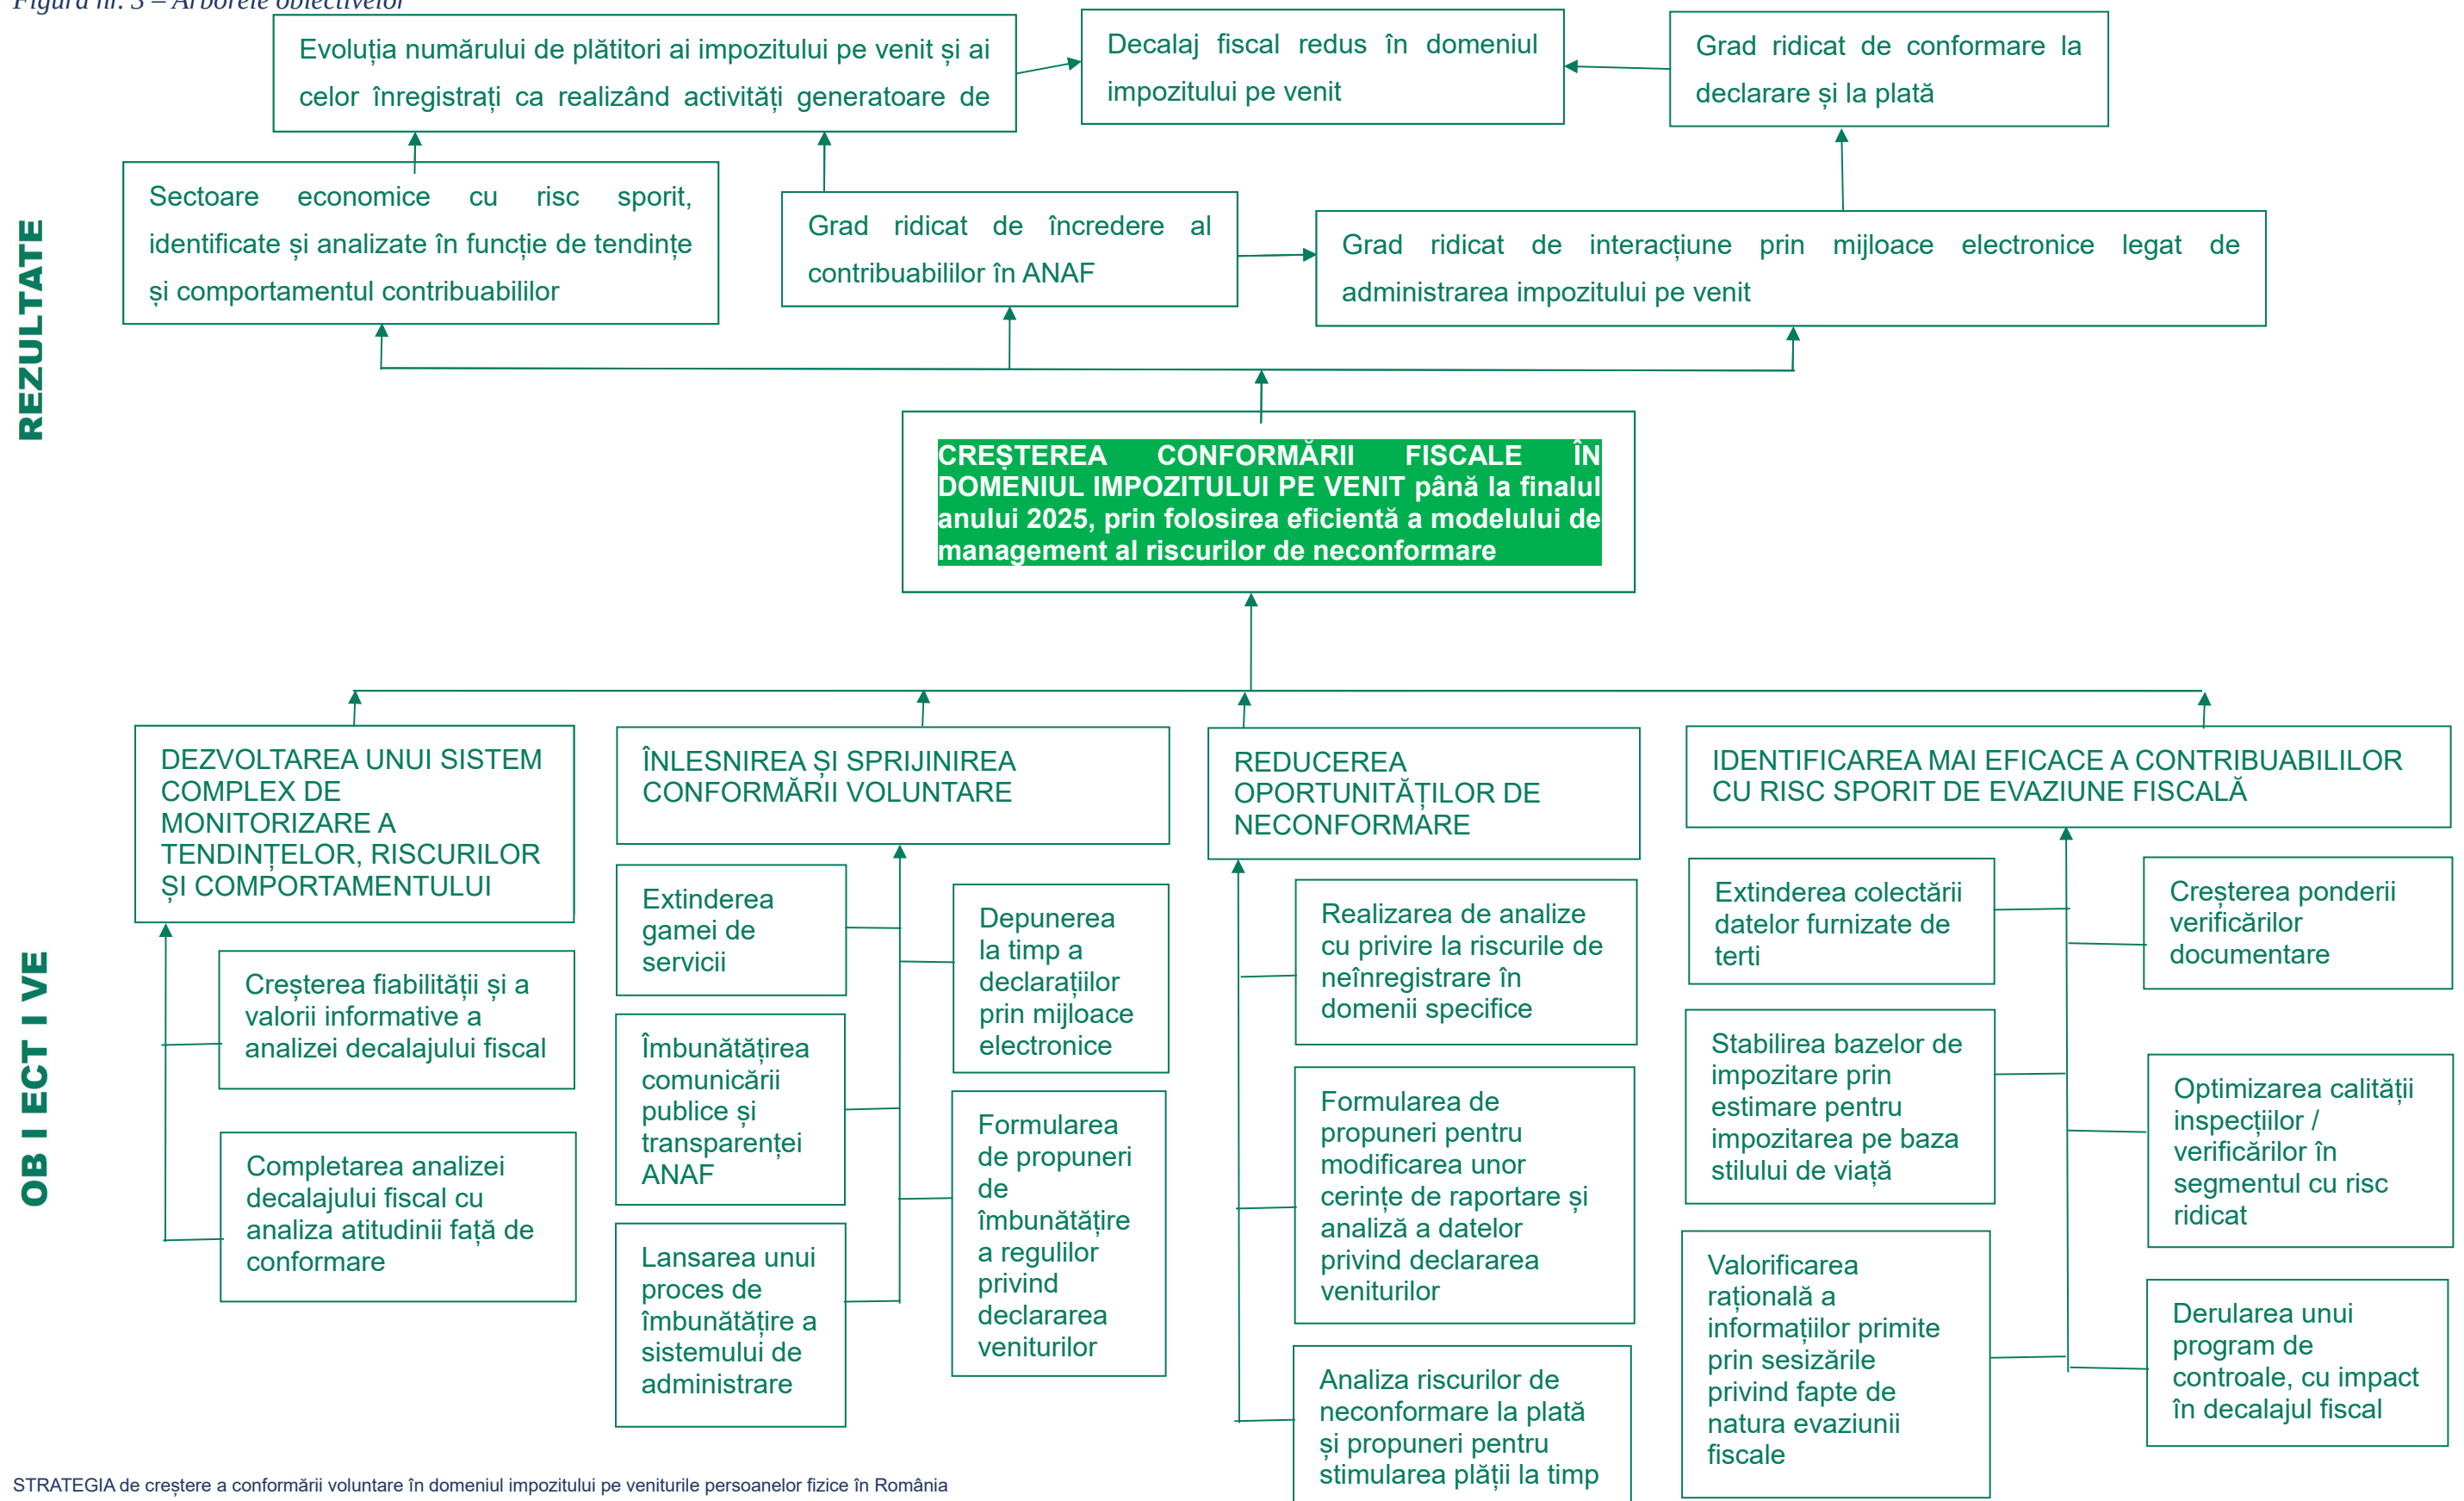 Figura nr. 3 – Arborele obiectivelor
Evoluția numărului de plătitori ai impozitului pe venit și ai
celor înregistrați ca realizând activități generatoare de
Decalaj fiscal redus în domeniul
impozitului pe venit
Grad ridicat de conformare la
declarare și la plată
REZULTATE
Sectoare economice cu risc sporit,
identificate și analizate în funcție de tendințe
și comportamentul contribuabililor
Grad ridicat de încredere al
contribuabililor în ANAF
Grad ridicat de interacțiune prin mijloace electronice legat de
administrarea impozitului pe venit
CREȘTEREA CONFORMĂRII FISCALE ÎN
DOMENIUL IMPOZITULUI PE VENIT până la finalul
anului 2025, prin folosirea eficientă a modelului de
management al riscurilor de neconformare
OBIECTIVE
DEZVOLTAREA UNUI SISTEM
COMPLEX DE
MONITORIZARE A
TENDINȚELOR, RISCURILOR
ȘI COMPORTAMENTULUI
Creșterea fiabilității și a
valorii informative a
analizei decalajului fiscal
Completarea analizei
decalajului fiscal cu
analiza atitudinii față de
conformare
ÎNLESNIREA ȘI SPRIJINIREA
CONFORMĂRII VOLUNTARE
Extinderea
gamei de
servicii
Îmbunătățirea
comunicării
publice și
transparenței
ANAF
Lansarea unui
proces de
îmbunătățire a
sistemului de
administrare
Depunerea
la timp a
declarațiilor
prin mijloace
electronice
Formularea
de propuneri
de
îmbunătățire
a regulilor
privind
declararea
veniturilor
REDUCEREA
OPORTUNITĂȚILOR DE
NECONFORMARE
Realizarea de analize
cu privire la riscurile de
neînregistrare în
domenii specifice
Formularea de
propuneri pentru
modificarea unor
cerințe de raportare și
analiză a datelor
privind declararea
veniturilor
Analiza riscurilor de
neconformare la plată
și propuneri pentru
stimularea plății la timp
IDENTIFICAREA MAI EFICACE A CONTRIBUABILILOR
CU RISC SPORIT DE EVAZIUNE FISCALĂ
Extinderea colectării
datelor furnizate de
terti
Stabilirea bazelor de
impozitare prin
estimare pentru
impozitarea pe baza
stilului de viață
Valorificarea
rațională a
informațiilor primite
prin sesizările
privind fapte de
natura evaziunii
fiscale
Creșterea ponderii
verificărilor
documentare
Optimizarea calității
inspecțiilor /
verificărilor în
segmentul cu risc
ridicat
Derularea unui
program de
controale, cu impact
în decalajul fiscal
STRATEGIA de creștere a conformării voluntare în domeniul impozitului pe veniturile persoanelor fizice în România